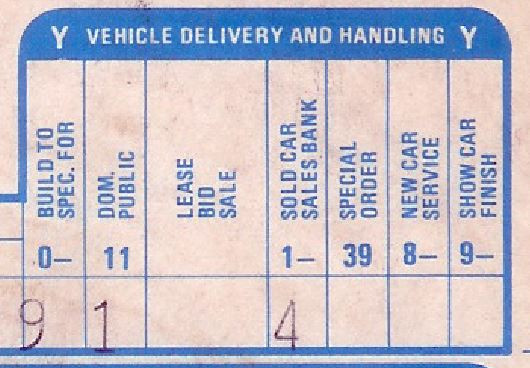 Y VEHICLE DELIVERY AND HANDLING Y
BUILD TO
SPEC. FOR
DOM.
PUBLIC
LEASE
BID
SALE
SOLD CAR
SALES BANK
SPECIAL
ORDER
NEW CAR
SERVICE
SHOW CAR
FINISH
0– 11 1– 39 8– 9–
9 1 4